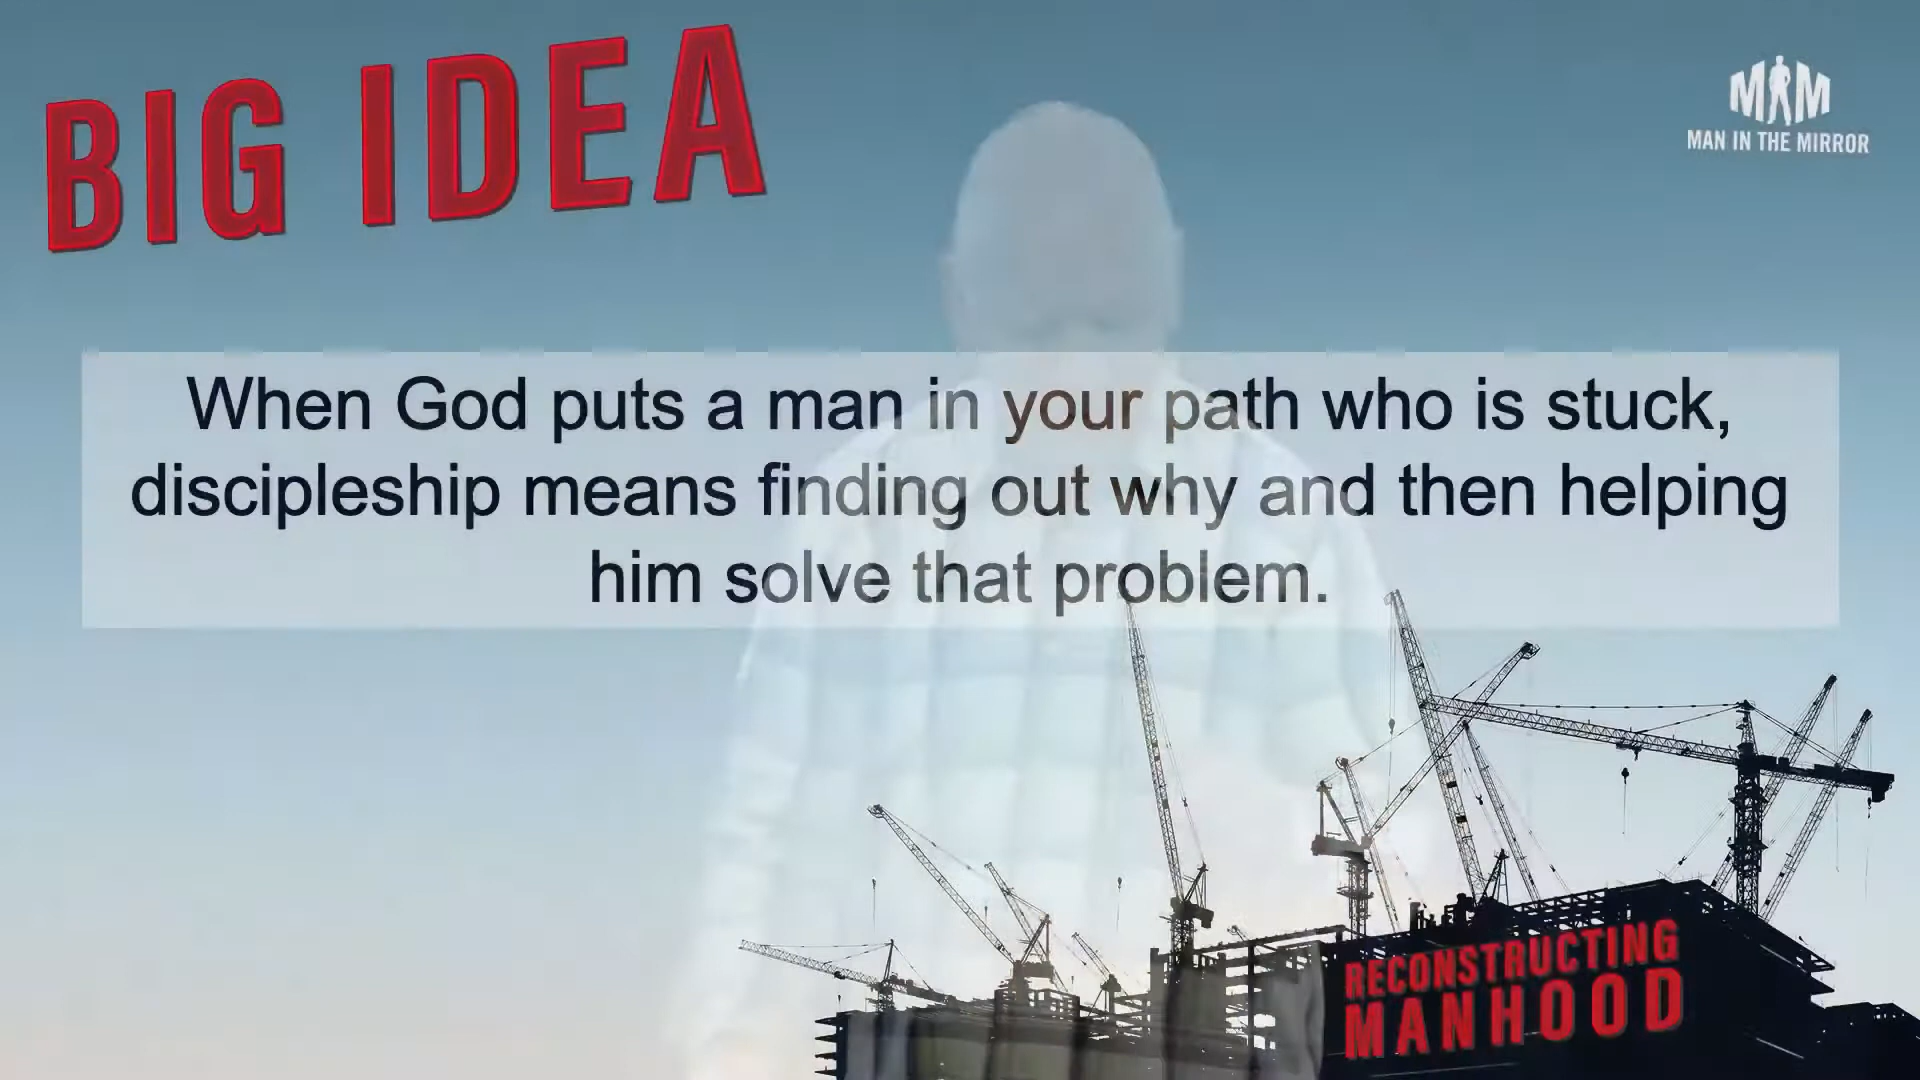 BIG IDEA
MAN IN THE MIRROR
When God puts a man in your path who is stuck,
discipleship means finding out why and then helping
him solve that problem.
RECONSTRUCTING
MANHOOD